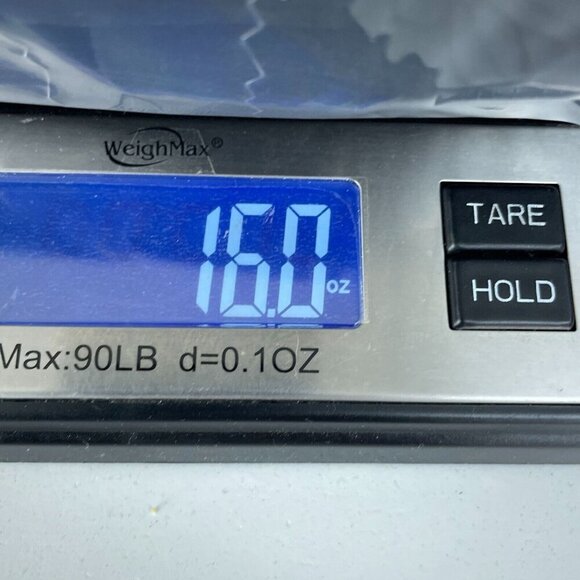 WeighMax®
16.0 oz
TARE
HOLD
Max:90LB d=0.1OZ